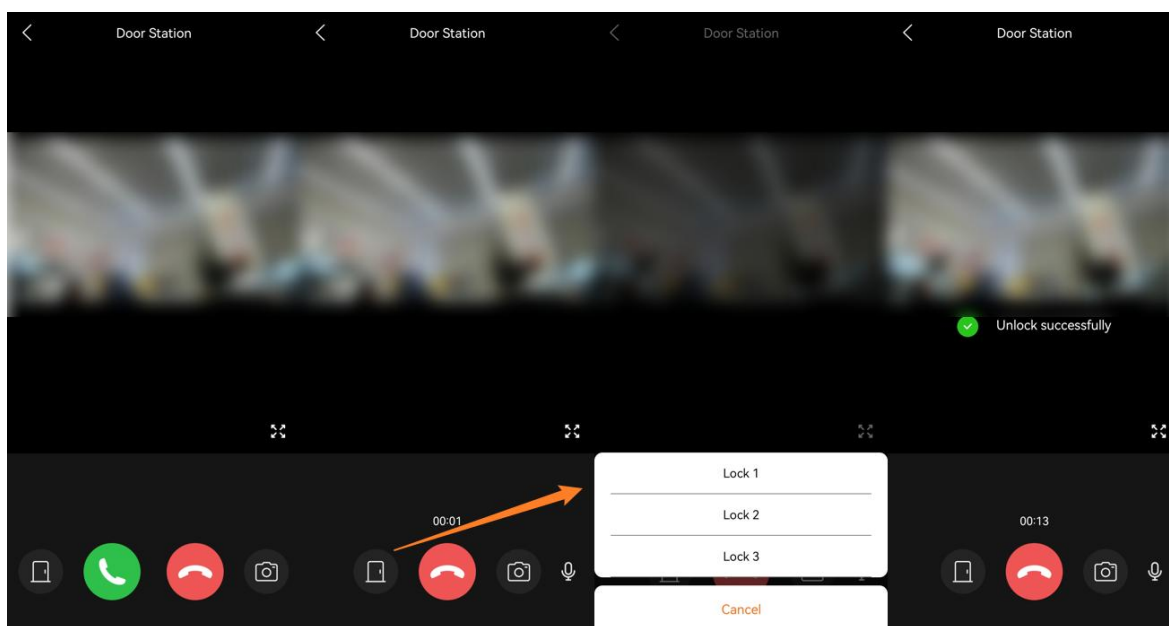 Door Station
Door Station
Door Station
Door Station
Unlock successfully
00:01
Lock 1
Lock 2
Lock 3
Cancel
00:13